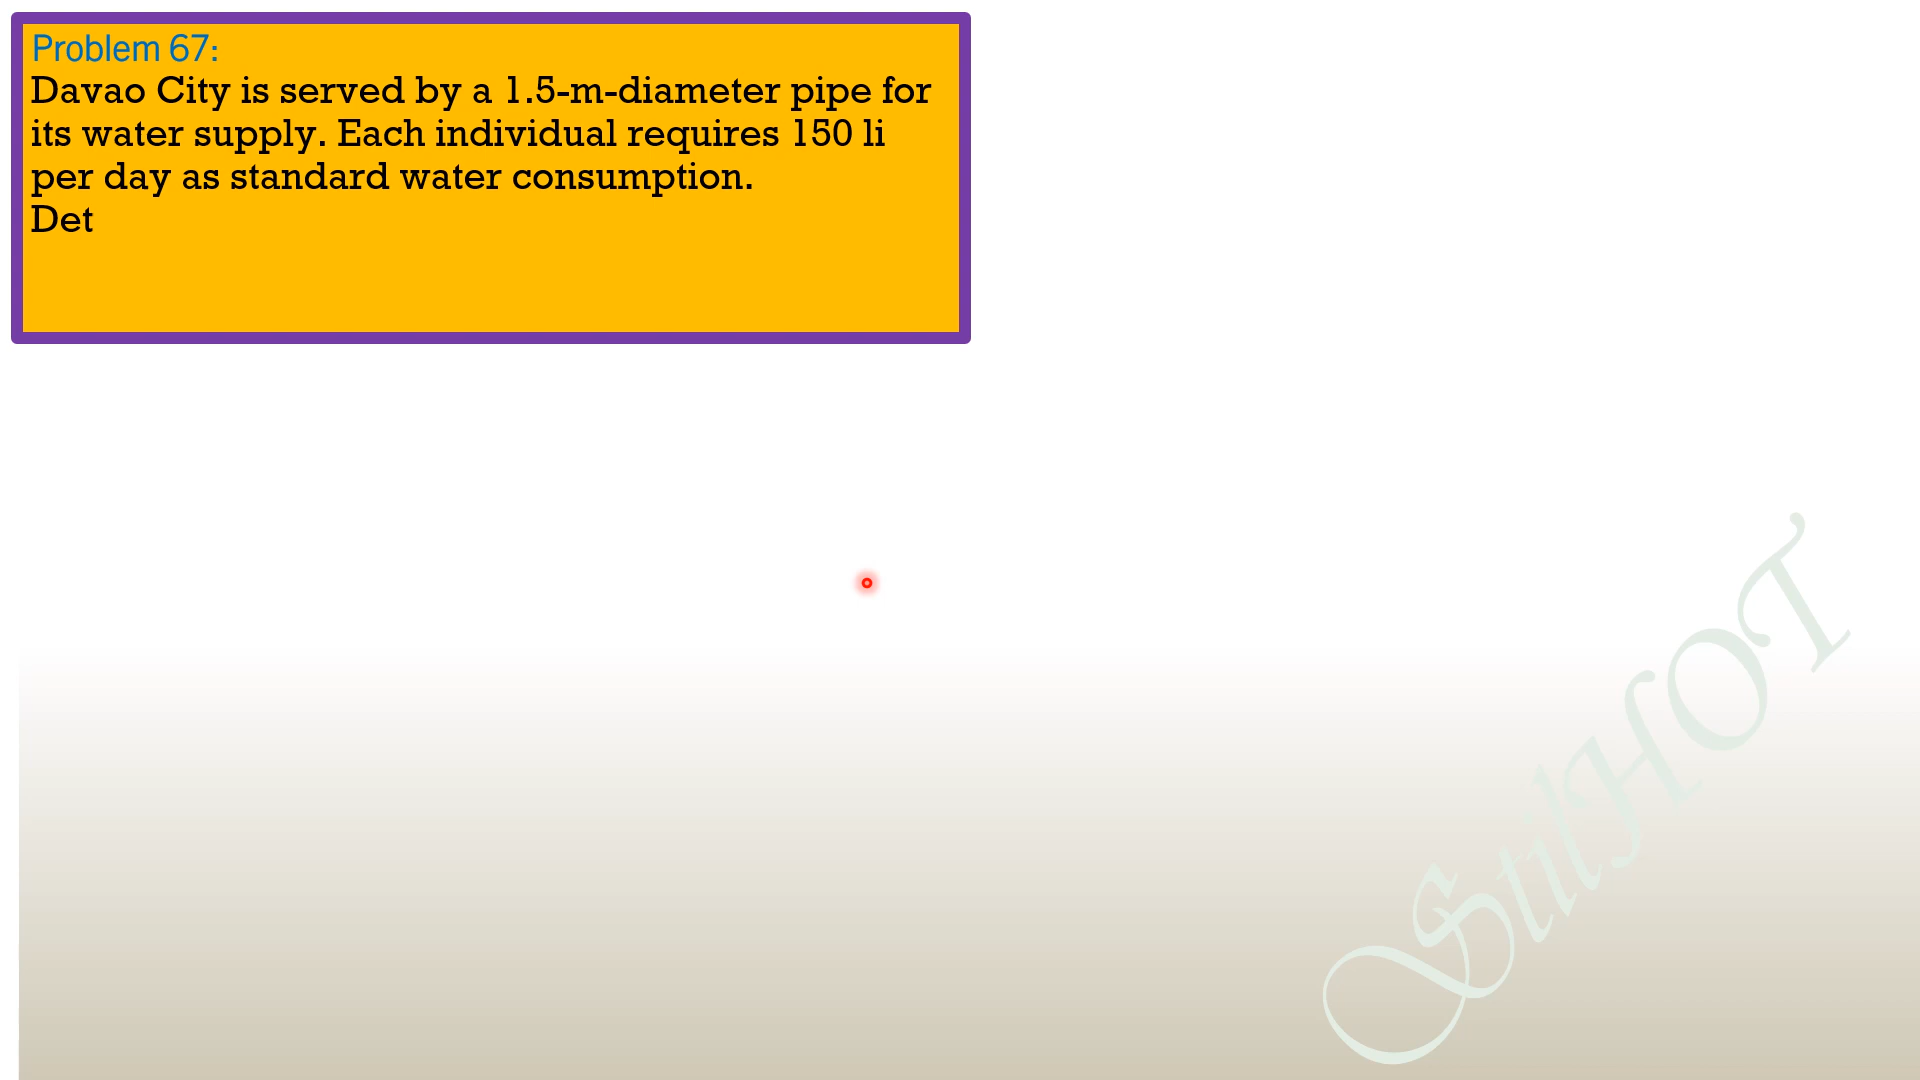 Problem 67:
Davao City is served by a 1.5-m-diameter pipe for
its water supply. Each individual requires 150 li
per day as standard water consumption.
Det
StilHOT